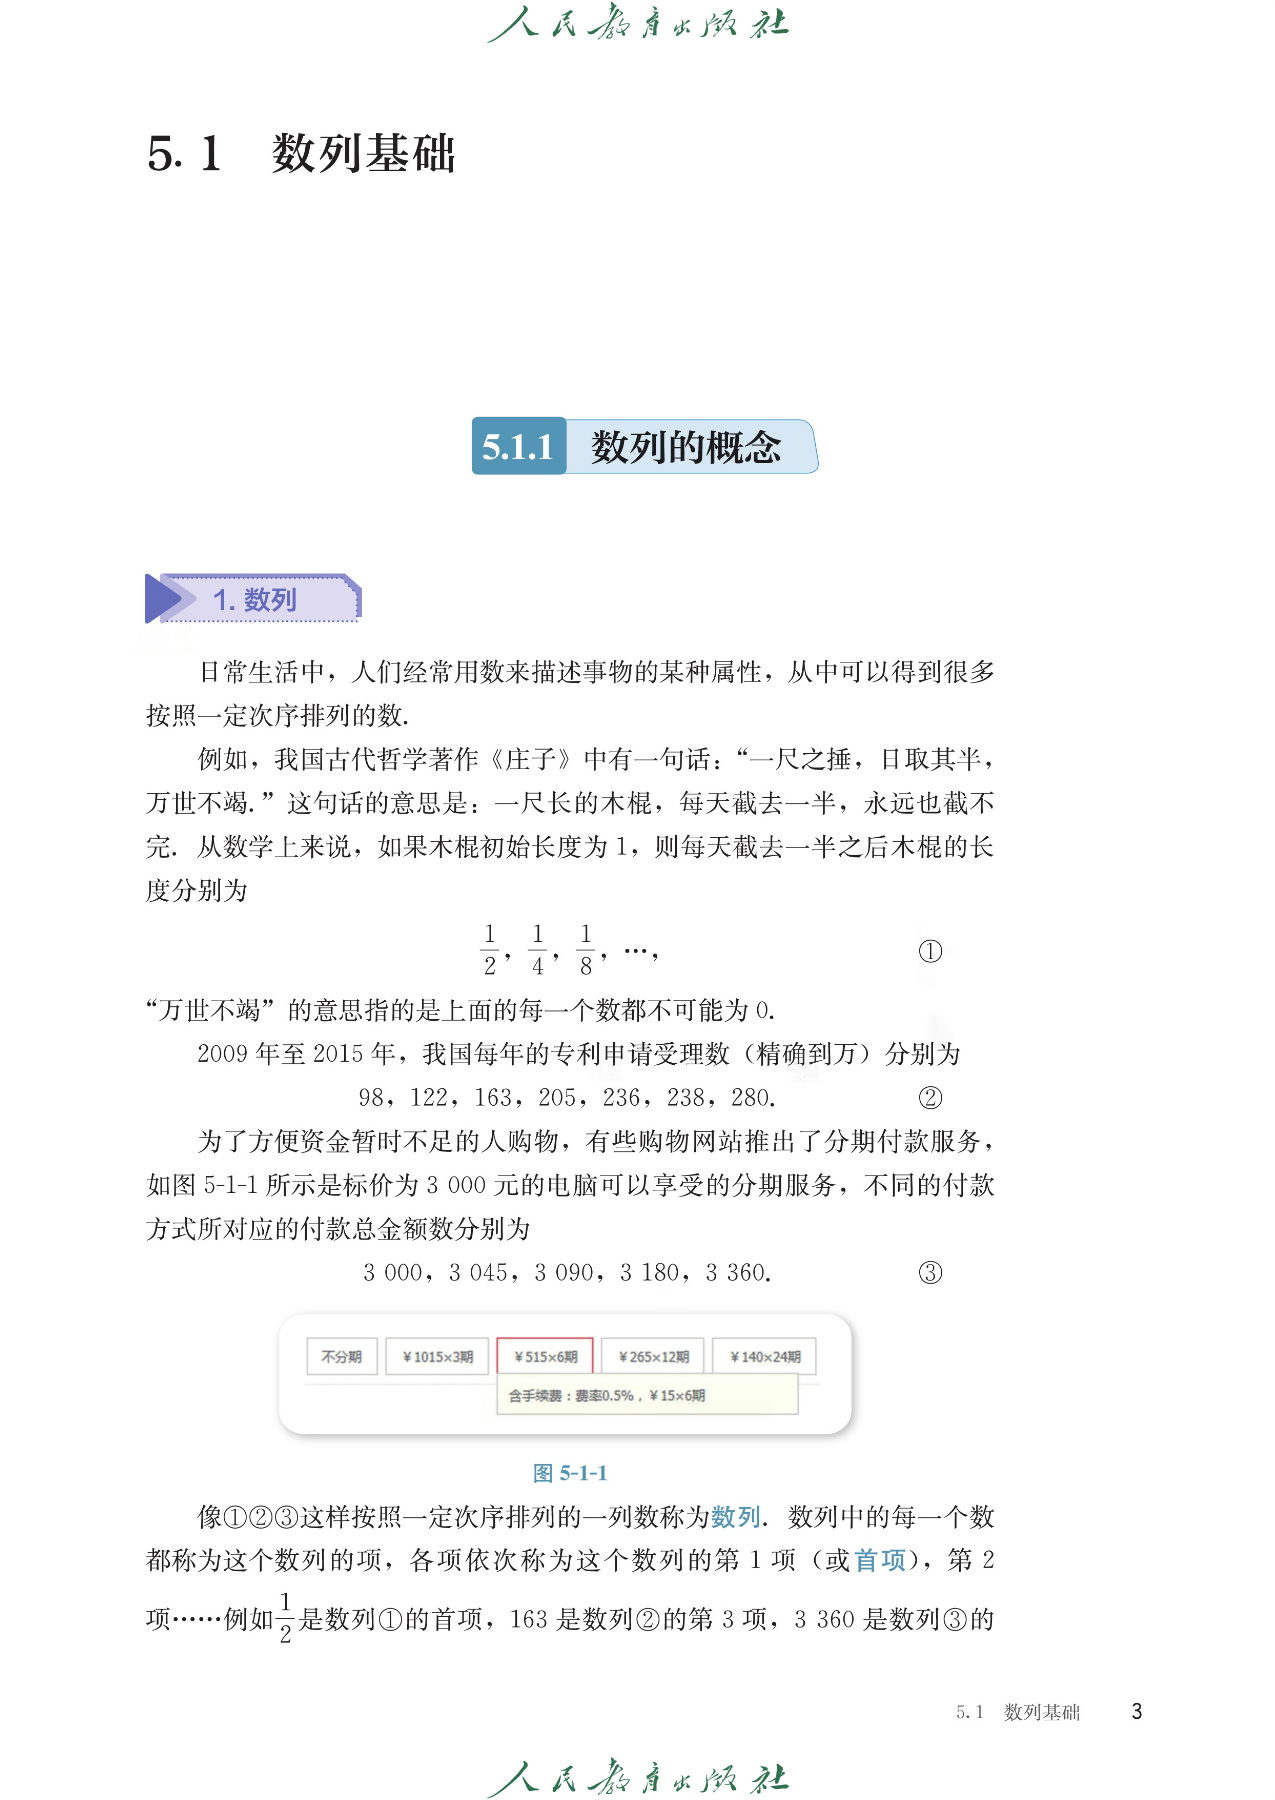 人民教育出版社
5.1 数列基础
5.1.1 数列的概念
1. 数列
日常生活中，人们经常用数来描述事物的某种属性，从中可以得到很多
按照一定次序排列的数.
例如，我国古代哲学著作《庄子》中有一句话：“一尺之捶，日取其半，
万世不竭.”这句话的意思是：一尺长的木棍，每天截去一半，永远也截不
完. 从数学上来说，如果木棍初始长度为 1，则每天截去一半之后木棍的长
度分别为
1/2，1/4，1/8，…， ①
“万世不竭”的意思指的是上面的每一个数都不可能为 0.
2009 年至 2015 年，我国每年的专利申请受理数（精确到万）分别为
98，122，163，205，236，238，280. ②
为了方便资金暂时不足的人购物，有些购物网站推出了分期付款服务，
如图 5-1-1 所示是标价为 3 000 元的电脑可以享受的分期服务，不同的付款
方式所对应的付款总金额数分别为
3 000，3 045，3 090，3 180，3 360. ③
不分期 ￥1015×3期 ￥515×6期 ￥265×12期 ￥140×24期
含手续费：费率0.5%，￥15×6期
图 5-1-1
像①②③这样按照一定次序排列的一列数称为数列. 数列中的每一个数
都称为这个数列的项，各项依次称为这个数列的第 1 项（或首项），第 2
项……例如1/2是数列①的首项，163 是数列②的第 3 项，3 360 是数列③的
5.1 数列基础 3
人民教育出版社